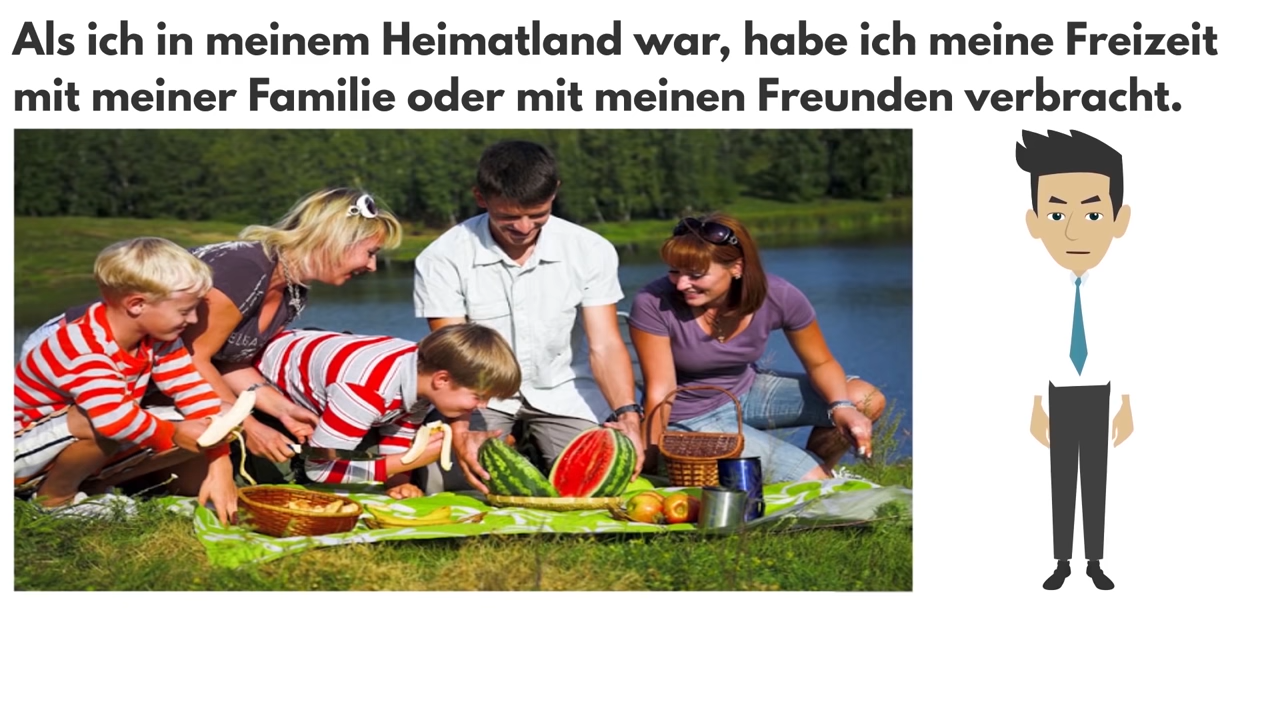 Als ich in meinem Heimatland war, habe ich meine Freizeit
mit meiner Familie oder mit meinen Freunden verbracht.